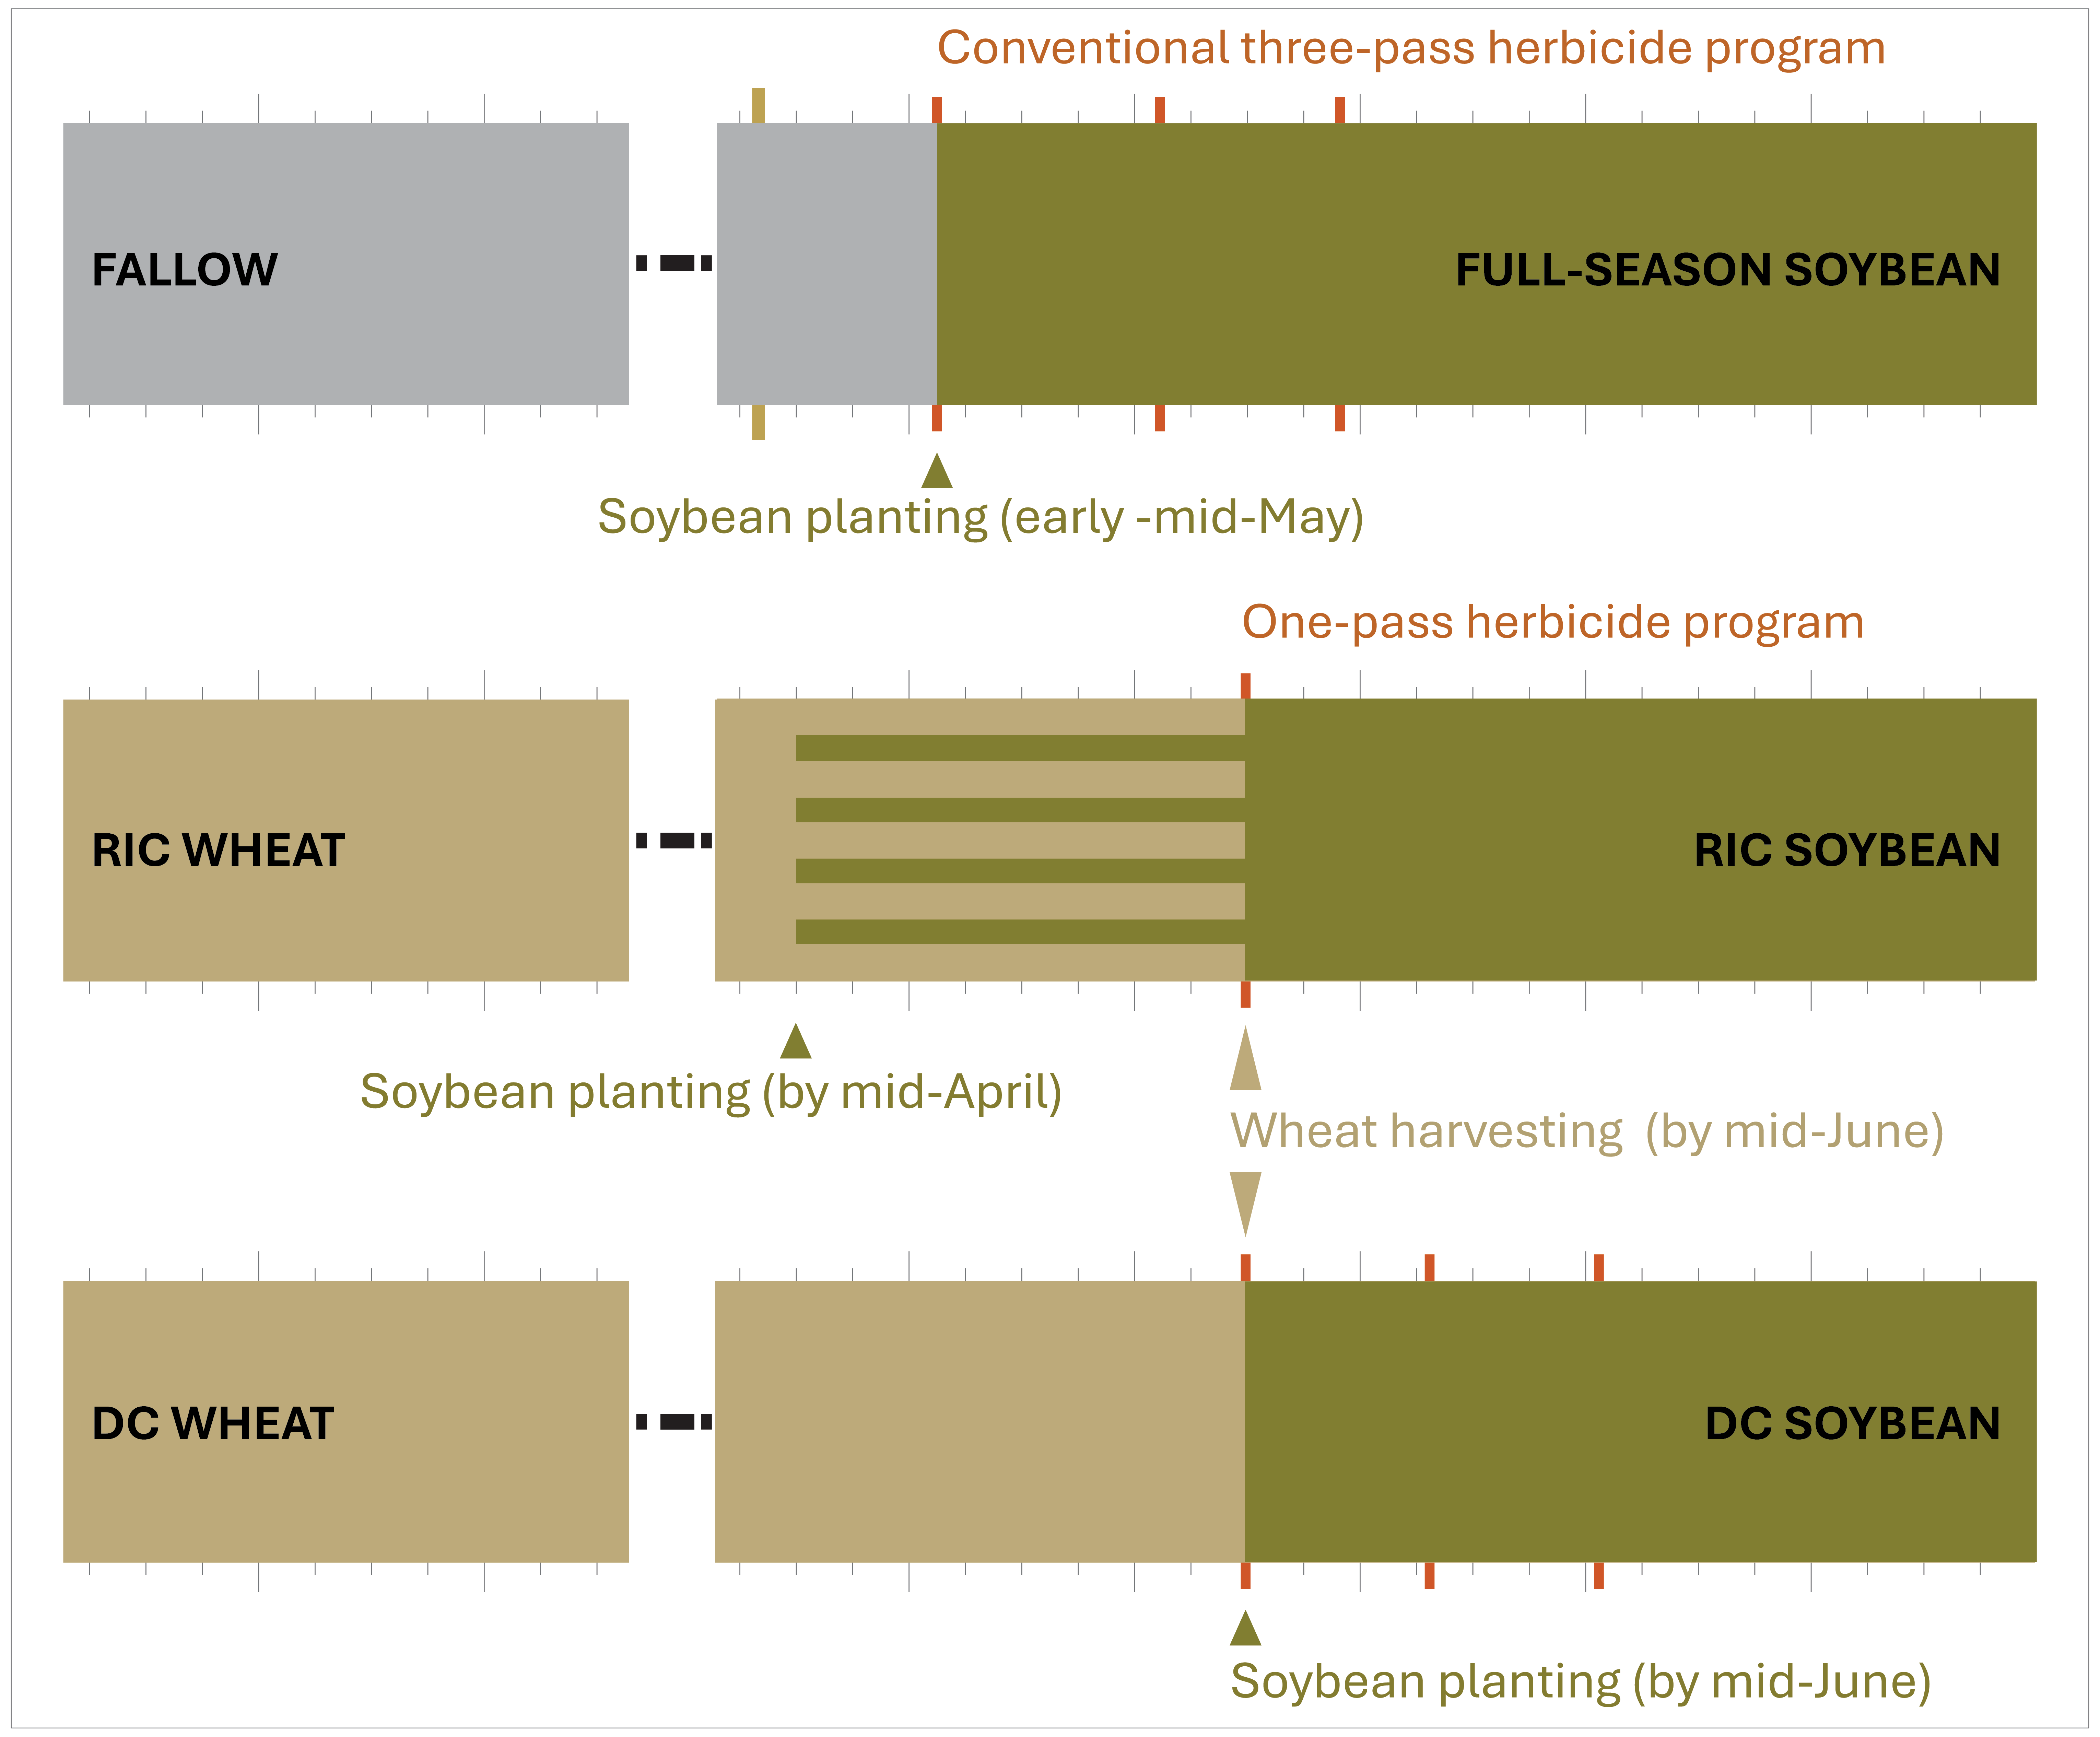 Conventional three-pass herbicide program
FALLOW
FULL-SEASON SOYBEAN
Soybean planting (early -mid-May)
One-pass herbicide program
RIC WHEAT
RIC SOYBEAN
Soybean planting (by mid-April)
Wheat harvesting (by mid-June)
DC WHEAT
DC SOYBEAN
Soybean planting (by mid-June)